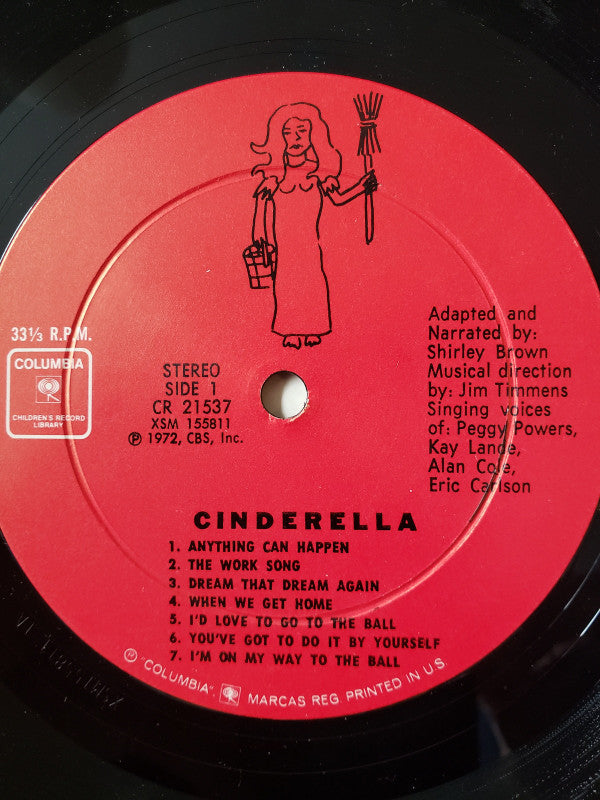 33⅓ R.P.M.
COLUMBIA
CHILDREN'S RECORD
LIBRARY
STEREO
SIDE 1
CR 21537
XSM 155811
℗ 1972, CBS, Inc.
Adapted and
Narrated by:
Shirley Brown
Musical direction
by: Jim Timmens
Singing voices
of: Peggy Powers,
Kay Lande,
Alan Cole,
Eric Carlson
CINDERELLA
1. ANYTHING CAN HAPPEN
2. THE WORK SONG
3. DREAM THAT DREAM AGAIN
4. WHEN WE GET HOME
5. I'D LOVE TO GO TO THE BALL
6. YOU'VE GOT TO DO IT BY YOURSELF
7. I'M ON MY WAY TO THE BALL
"COLUMBIA", MARCAS REG. PRINTED IN U.S.